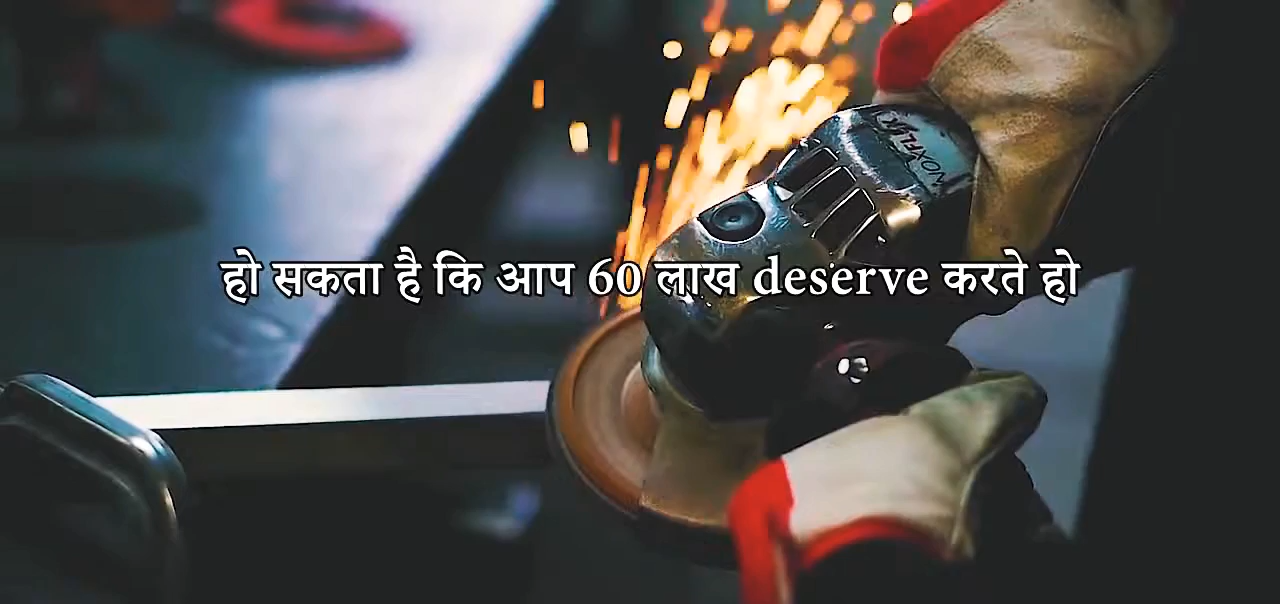 हो सकता है कि आप 60 लाख deserve करते हो